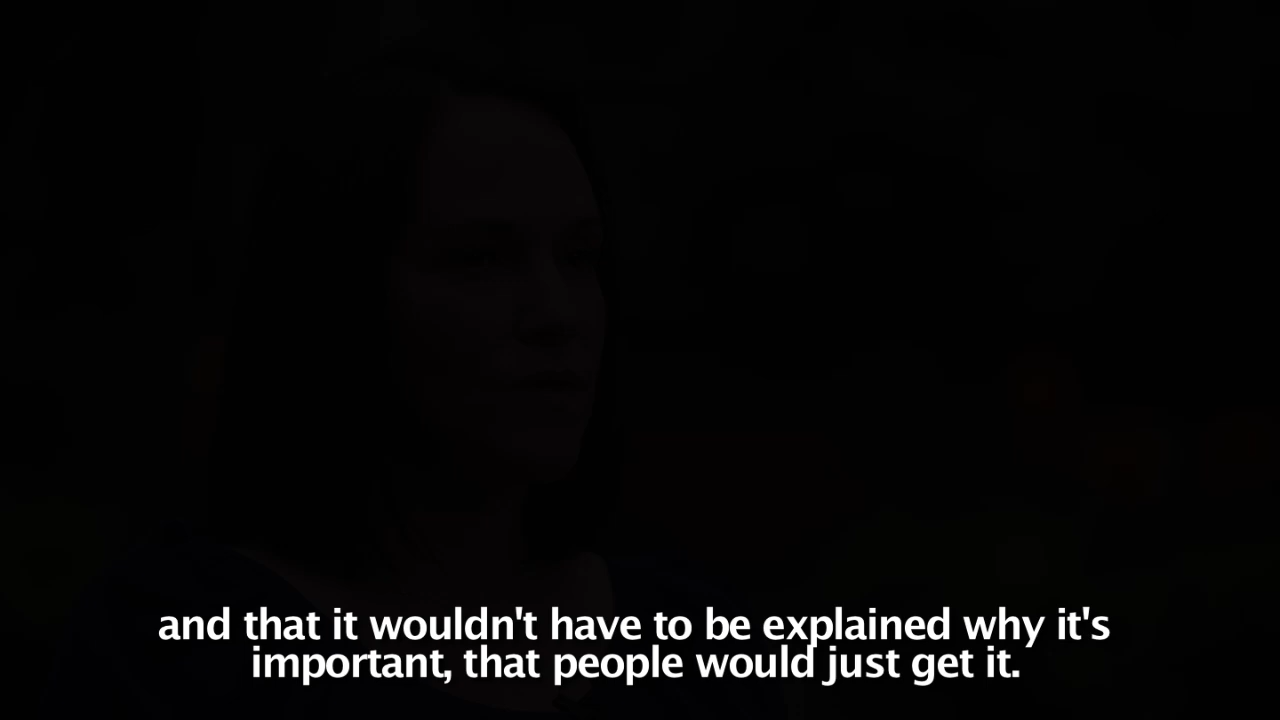 and that it wouldn't have to be explained why it's
important, that people would just get it.